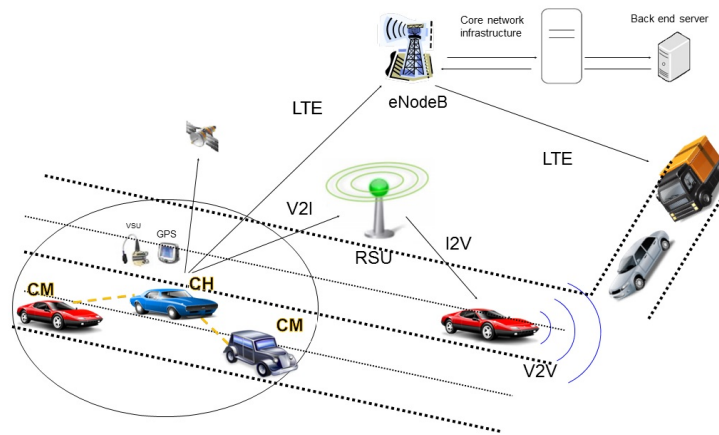 Core network
infrastructure
Back end server
eNodeB
LTE
LTE
V2I
I2V
RSU
VSU
GPS
CM
CH
CM
V2V